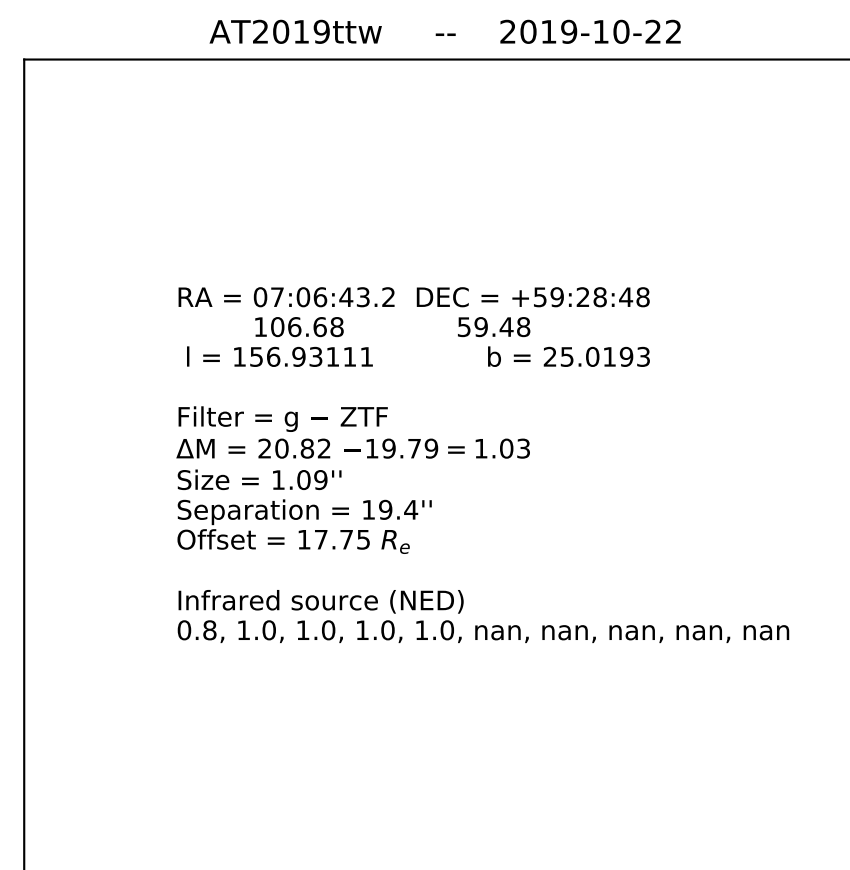 AT2019ttw -- 2019-10-22
RA = 07:06:43.2 DEC = +59:28:48
106.68 59.48
l = 156.93111 b = 25.0193
Filter = g − ZTF
ΔM = 20.82 −19.79 = 1.03
Size = 1.09''
Separation = 19.4''
Offset = 17.75 Re
Infrared source (NED)
0.8, 1.0, 1.0, 1.0, 1.0, nan, nan, nan, nan, nan